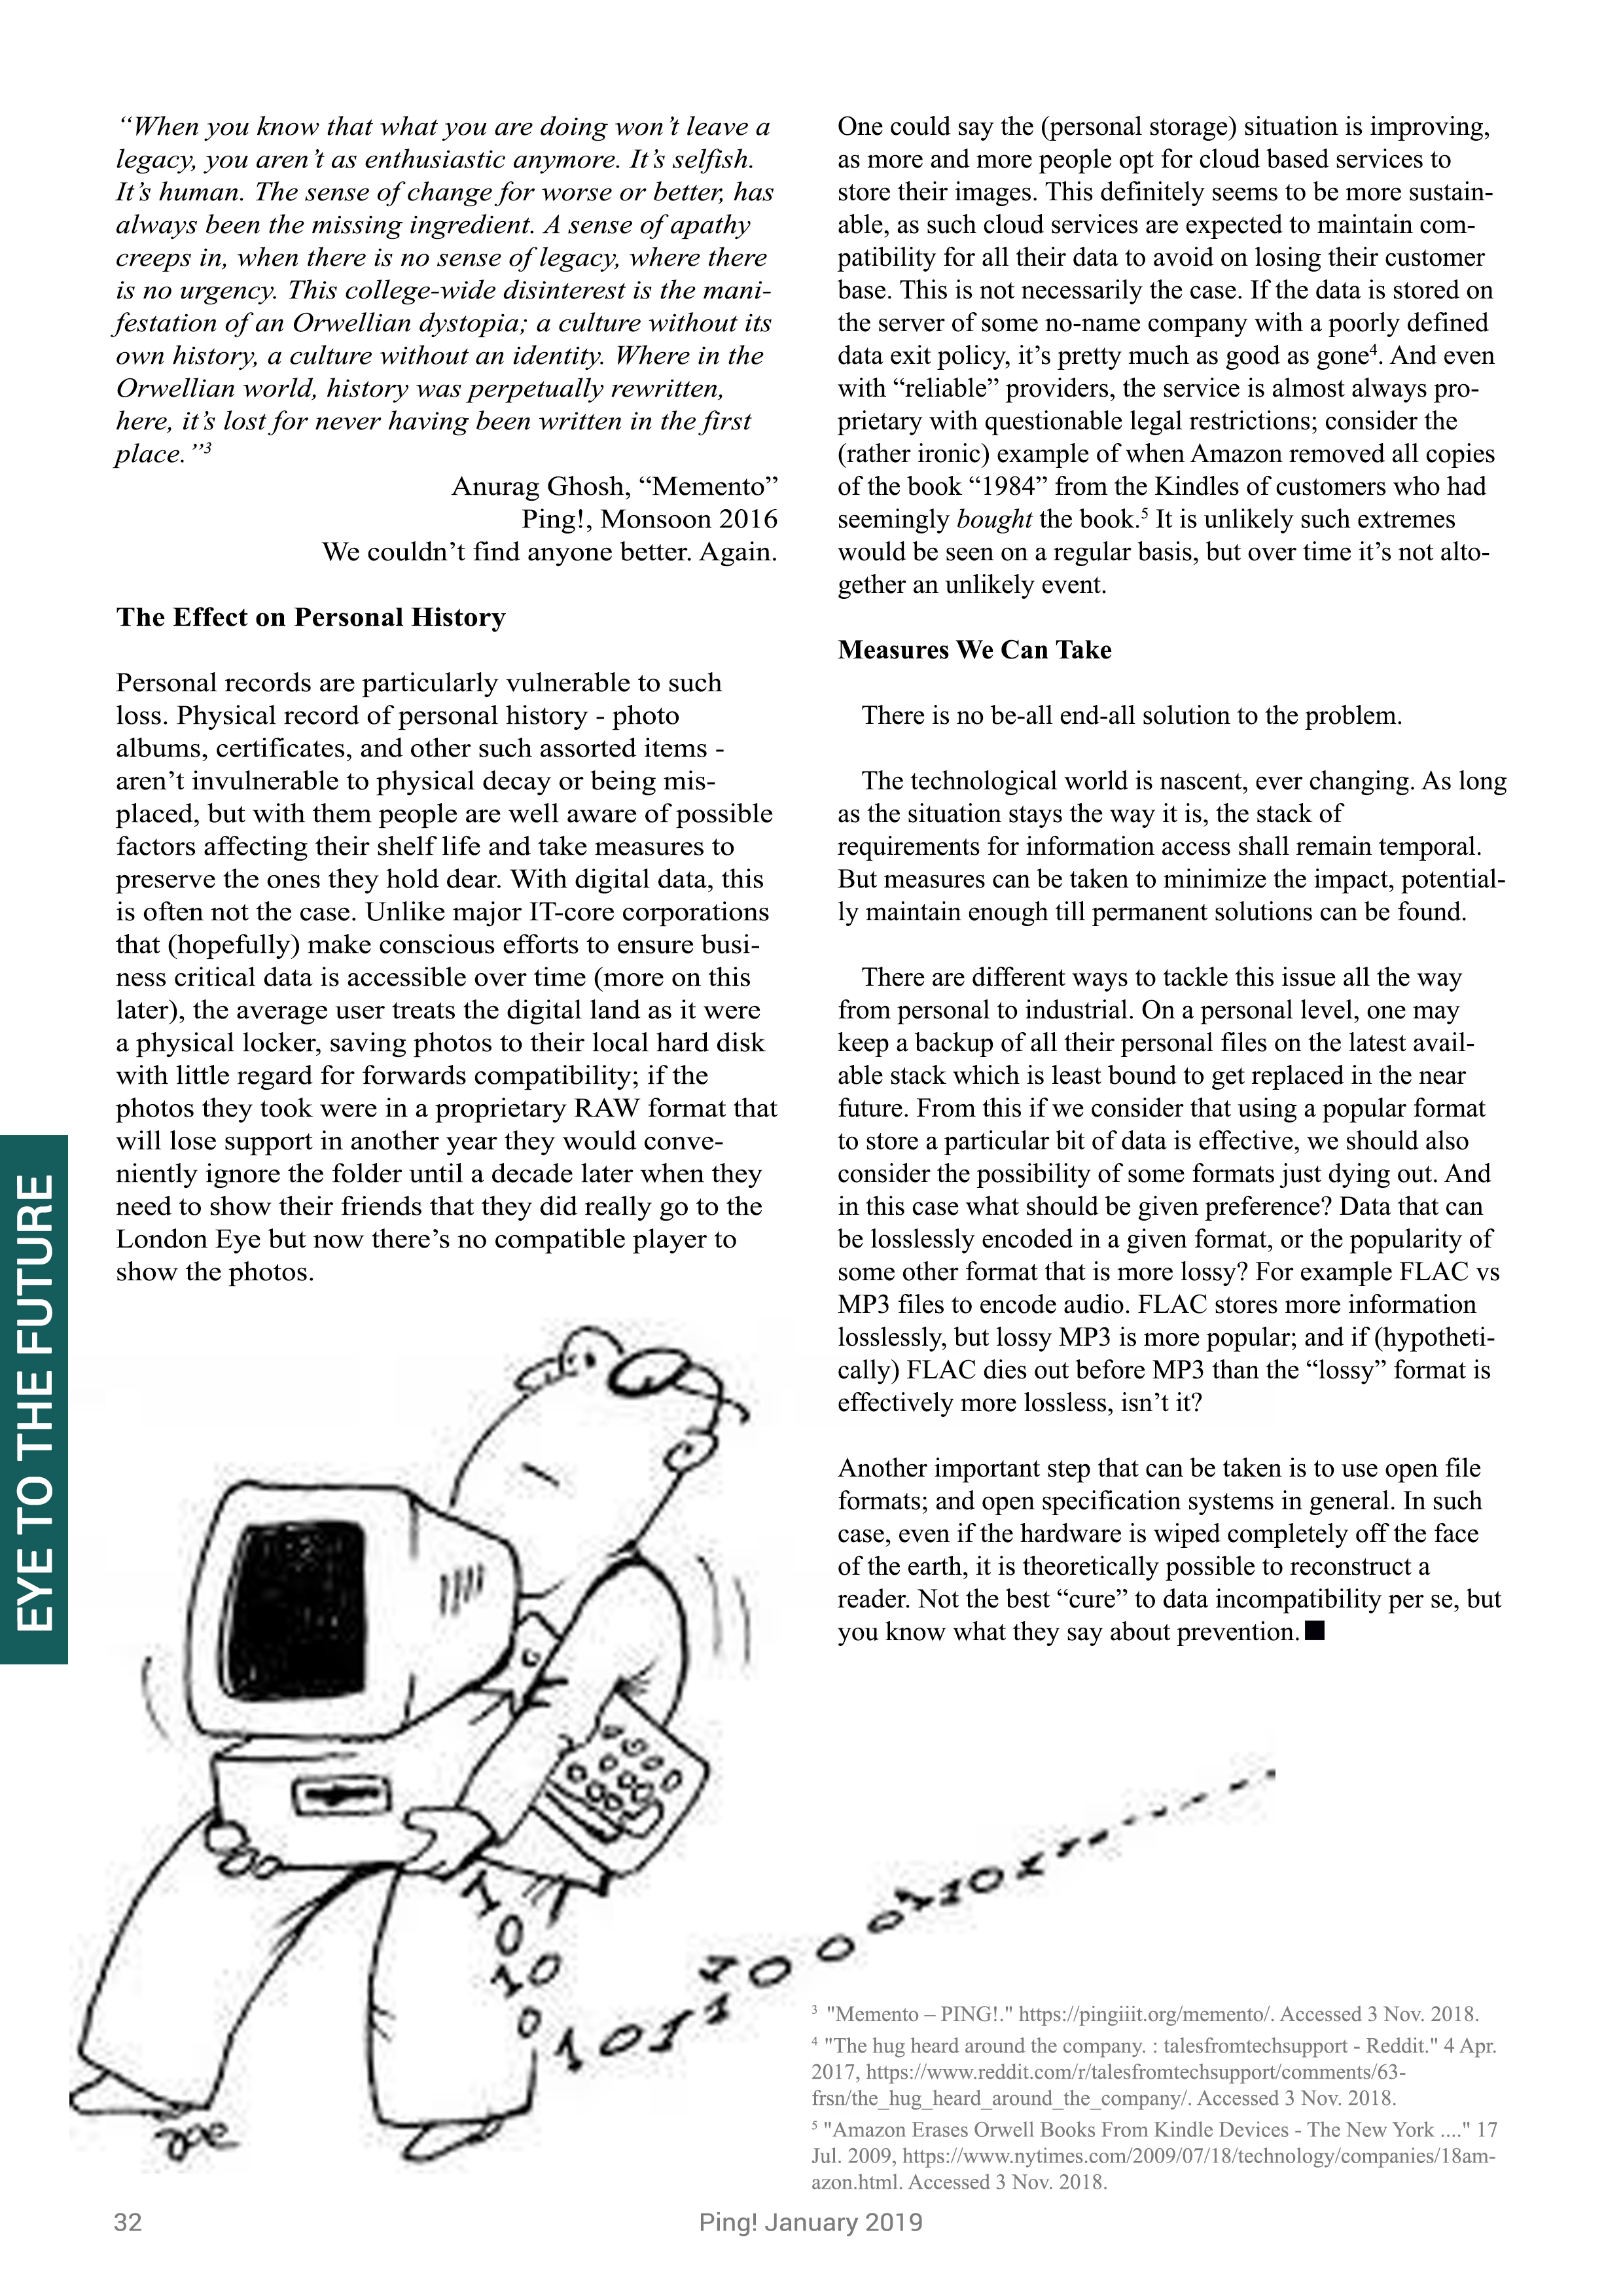 “When you know that what you are doing won’t leave a
legacy, you aren’t as enthusiastic anymore. It’s selfish.
It’s human. The sense of change for worse or better, has
always been the missing ingredient. A sense of apathy
creeps in, when there is no sense of legacy, where there
is no urgency. This college-wide disinterest is the mani-
festation of an Orwellian dystopia; a culture without its
own history, a culture without an identity. Where in the
Orwellian world, history was perpetually rewritten,
here, it’s lost for never having been written in the first
place.”³
Anurag Ghosh, “Memento”
Ping!, Monsoon 2016
We couldn’t find anyone better. Again.
The Effect on Personal History
Personal records are particularly vulnerable to such
loss. Physical record of personal history - photo
albums, certificates, and other such assorted items -
aren’t invulnerable to physical decay or being mis-
placed, but with them people are well aware of possible
factors affecting their shelf life and take measures to
preserve the ones they hold dear. With digital data, this
is often not the case. Unlike major IT-core corporations
that (hopefully) make conscious efforts to ensure busi-
ness critical data is accessible over time (more on this
later), the average user treats the digital land as it were
a physical locker, saving photos to their local hard disk
with little regard for forwards compatibility; if the
photos they took were in a proprietary RAW format that
will lose support in another year they would conve-
niently ignore the folder until a decade later when they
need to show their friends that they did really go to the
London Eye but now there’s no compatible player to
show the photos.
One could say the (personal storage) situation is improving,
as more and more people opt for cloud based services to
store their images. This definitely seems to be more sustain-
able, as such cloud services are expected to maintain com-
patibility for all their data to avoid on losing their customer
base. This is not necessarily the case. If the data is stored on
the server of some no-name company with a poorly defined
data exit policy, it’s pretty much as good as gone⁴. And even
with “reliable” providers, the service is almost always pro-
prietary with questionable legal restrictions; consider the
(rather ironic) example of when Amazon removed all copies
of the book “1984” from the Kindles of customers who had
seemingly bought the book.⁵ It is unlikely such extremes
would be seen on a regular basis, but over time it’s not alto-
gether an unlikely event.
Measures We Can Take
There is no be-all end-all solution to the problem.
The technological world is nascent, ever changing. As long
as the situation stays the way it is, the stack of
requirements for information access shall remain temporal.
But measures can be taken to minimize the impact, potential-
ly maintain enough till permanent solutions can be found.
There are different ways to tackle this issue all the way
from personal to industrial. On a personal level, one may
keep a backup of all their personal files on the latest avail-
able stack which is least bound to get replaced in the near
future. From this if we consider that using a popular format
to store a particular bit of data is effective, we should also
consider the possibility of some formats just dying out. And
in this case what should be given preference? Data that can
be losslessly encoded in a given format, or the popularity of
some other format that is more lossy? For example FLAC vs
MP3 files to encode audio. FLAC stores more information
losslessly, but lossy MP3 is more popular; and if (hypotheti-
cally) FLAC dies out before MP3 than the “lossy” format is
effectively more lossless, isn’t it?
Another important step that can be taken is to use open file
formats; and open specification systems in general. In such
case, even if the hardware is wiped completely off the face
of the earth, it is theoretically possible to reconstruct a
reader. Not the best “cure” to data incompatibility per se, but
you know what they say about prevention. ■
EYE TO THE FUTURE
³ "Memento – PING!." https://pingiiit.org/memento/. Accessed 3 Nov. 2018.
⁴ "The hug heard around the company. : talesfromtechsupport - Reddit." 4 Apr.
2017, https://www.reddit.com/r/talesfromtechsupport/comments/63-
frsn/the_hug_heard_around_the_company/. Accessed 3 Nov. 2018.
⁵ "Amazon Erases Orwell Books From Kindle Devices - The New York ...." 17
Jul. 2009, https://www.nytimes.com/2009/07/18/technology/companies/18am-
azon.html. Accessed 3 Nov. 2018.
32
Ping! January 2019